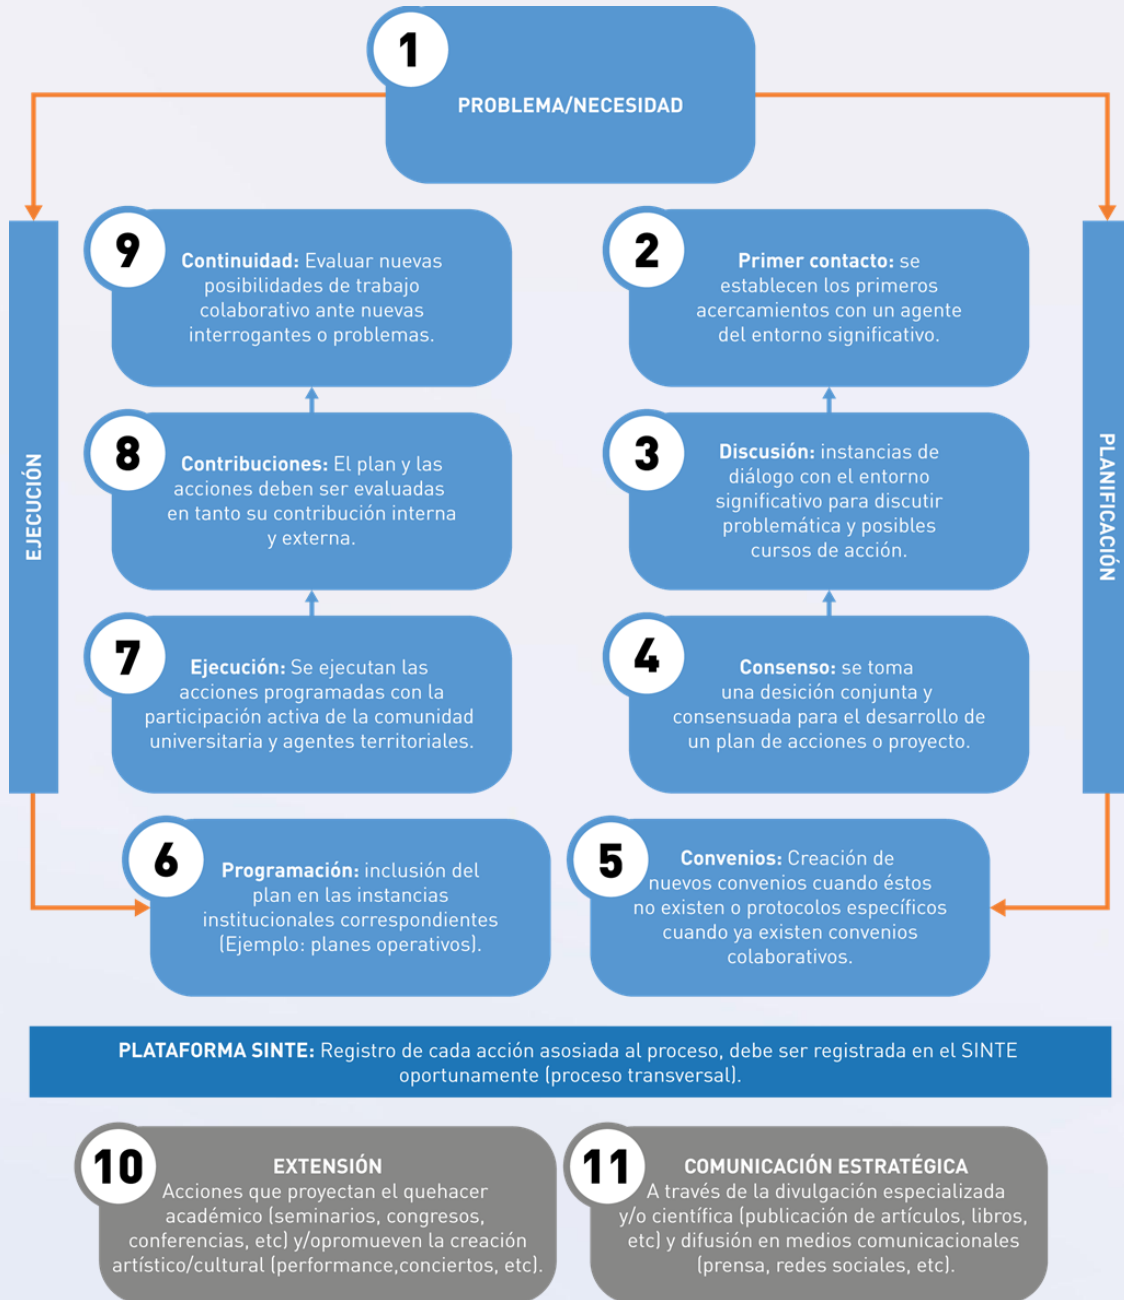 1
PROBLEMA/NECESIDAD
EJECUCIÓN
PLANIFICACIÓN
2
Primer contacto: se
establecen los primeros
acercamientos con un agente
del entorno significativo.
3
Discusión: instancias de
diálogo con el entorno
significativo para discutir
problemática y posibles
cursos de acción.
4
Consenso: se toma
una desición conjunta y
consensuada para el desarrollo de
un plan de acciones o proyecto.
5
Convenios: Creación de
nuevos convenios cuando éstos
no existen o protocolos específicos
cuando ya existen convenios
colaborativos.
6
Programación: inclusión del
plan en las instancias
institucionales correspondientes
(Ejemplo: planes operativos).
7
Ejecución: Se ejecutan las
acciones programadas con la
participación activa de la comunidad
universitaria y agentes territoriales.
8
Contribuciones: El plan y las
acciones deben ser evaluadas
en tanto su contribución interna
y externa.
9
Continuidad: Evaluar nuevas
posibilidades de trabajo
colaborativo ante nuevas
interrogantes o problemas.
PLATAFORMA SINTE: Registro de cada acción asosiada al proceso, debe ser registrada en el SINTE
oportunamente (proceso transversal).
10
EXTENSIÓN
Acciones que proyectan el quehacer
académico (seminarios, congresos,
conferencias, etc) y/opromueven la creación
artístico/cultural (performance,conciertos, etc).
11
COMUNICACIÓN ESTRATÉGICA
A través de la divulgación especializada
y/o científica (publicación de artículos, libros,
etc) y difusión en medios comunicacionales
(prensa, redes sociales, etc).